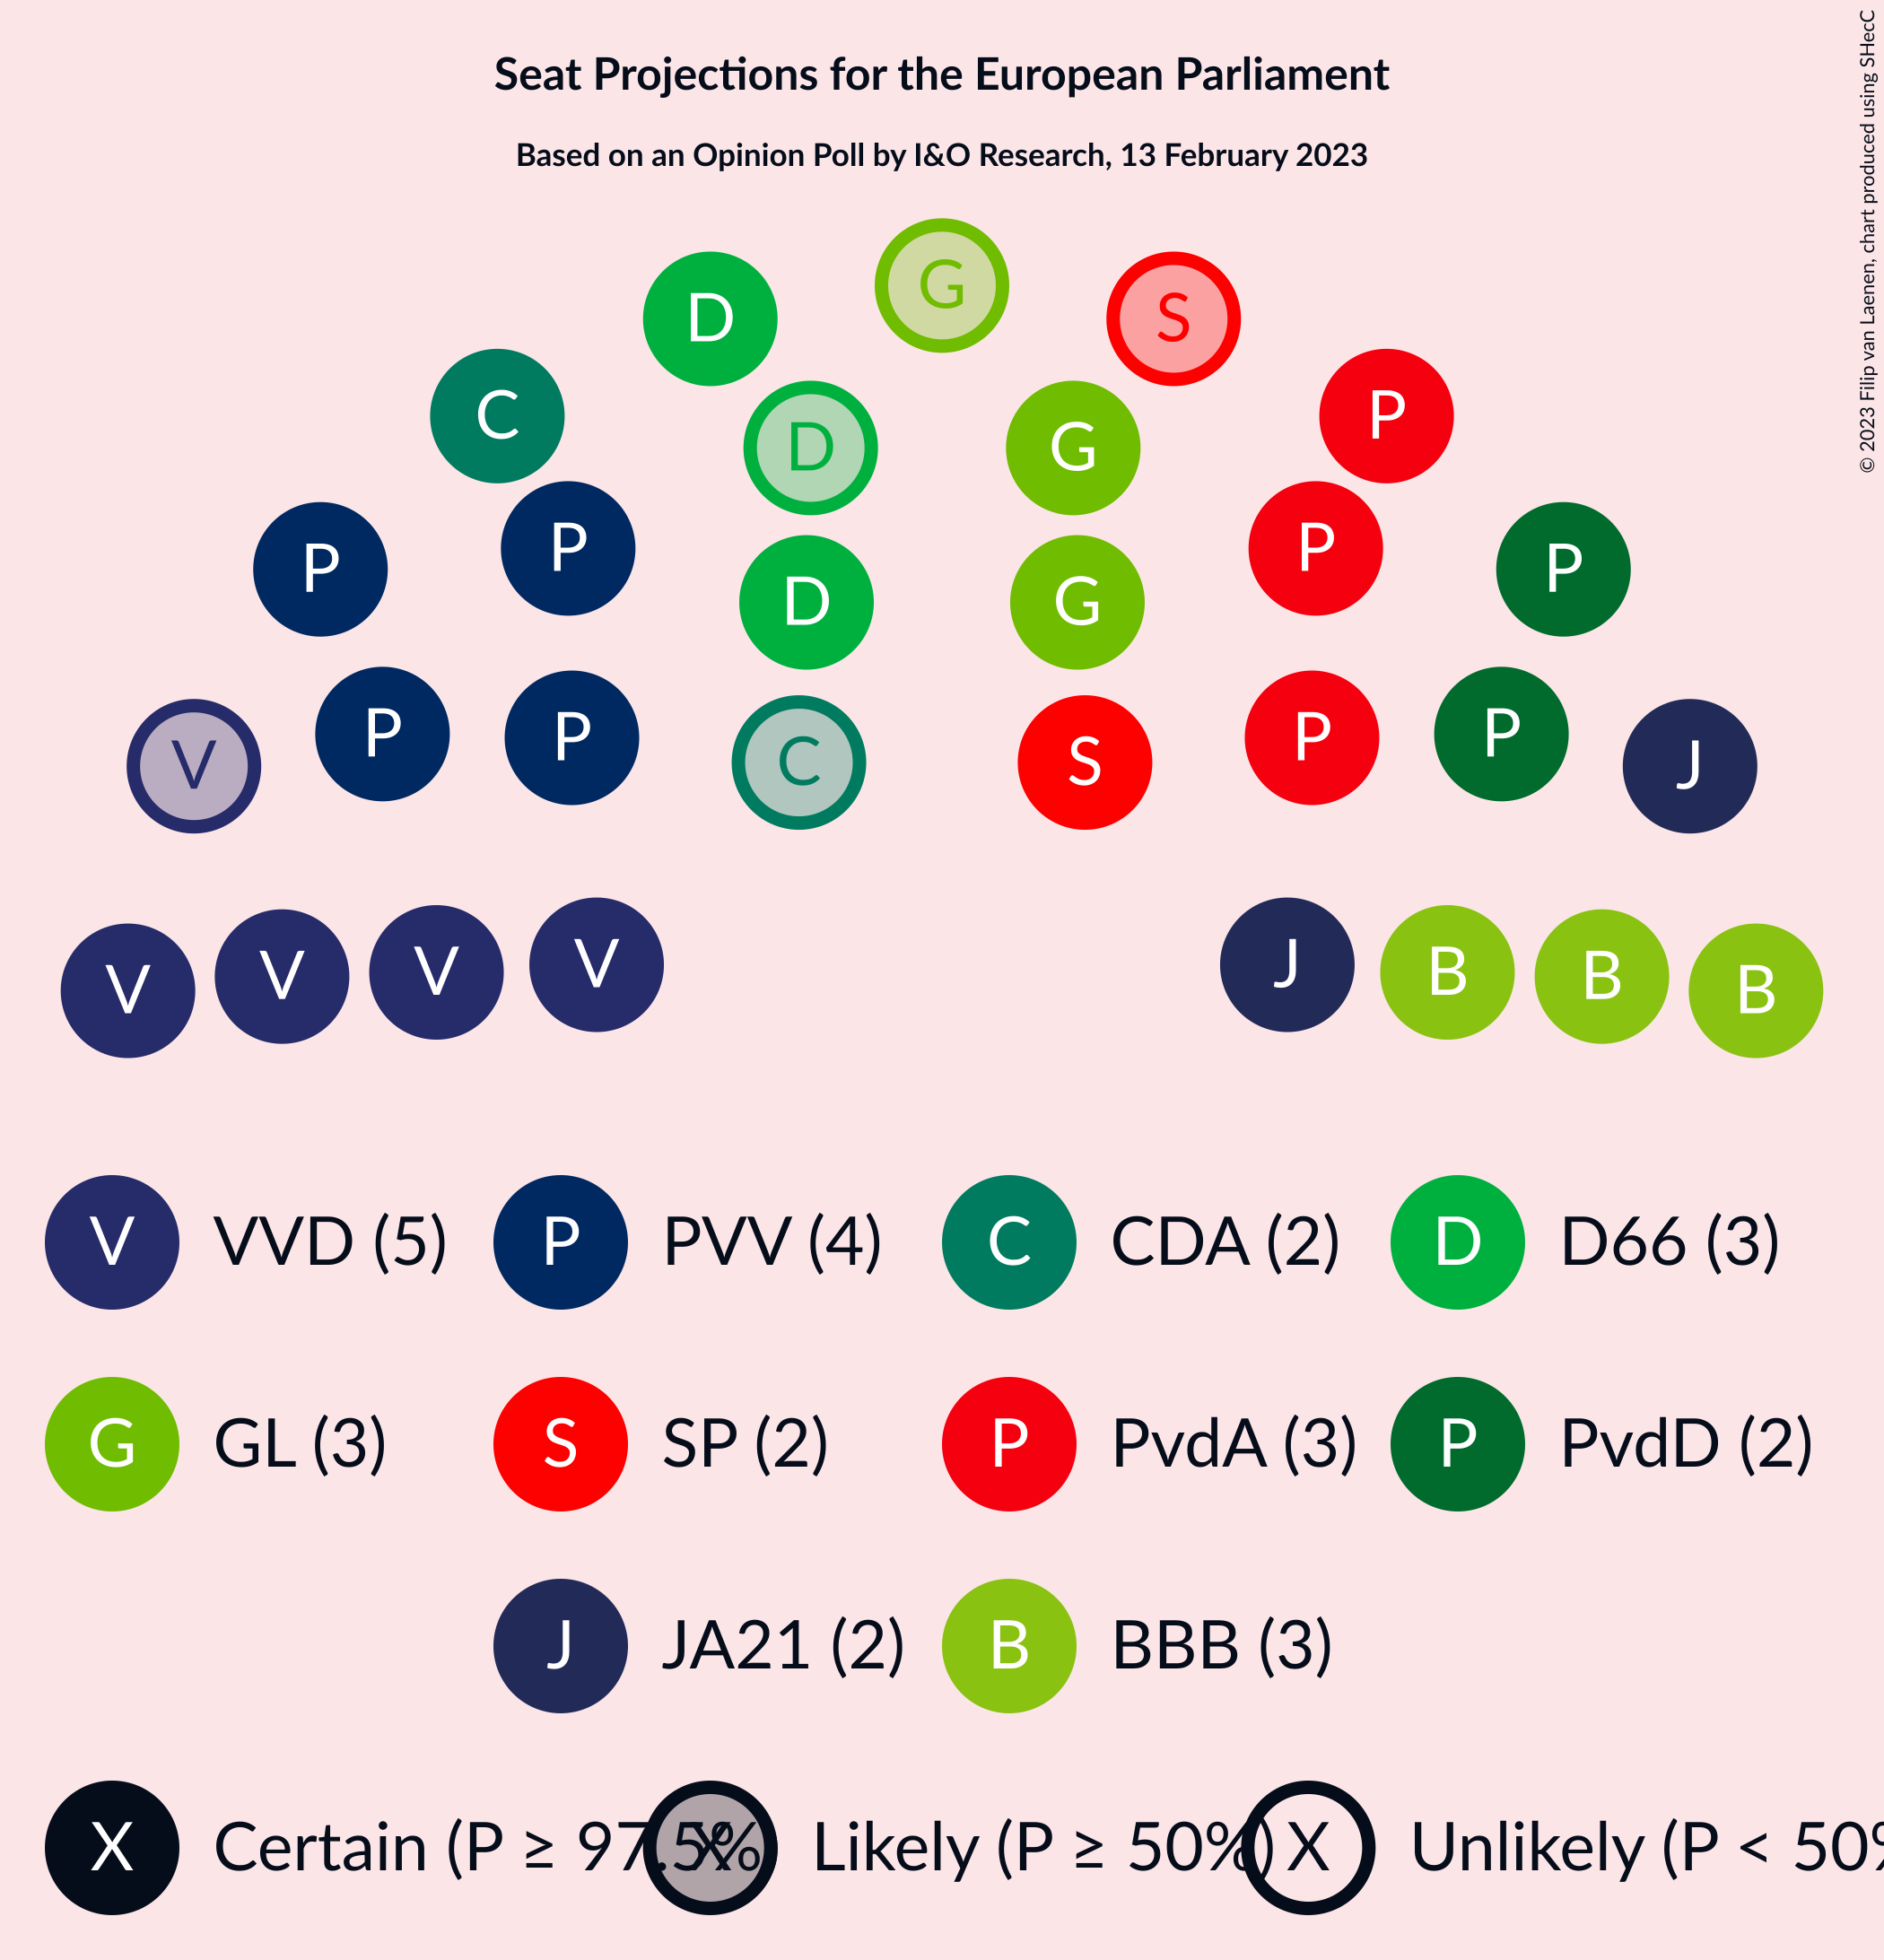 Seat Projections for the European Parliament
Based on an Opinion Poll by I&O Research, 13 February 2023
© 2023 Filip van Laenen, chart produced using SHecC
G
D S
C P
D G
P P P P
D G
V P P C S P P J
V V V V J B B B
V VVD (5) P PVV (4) C CDA (2) D D66 (3)
G GL (3) S SP (2) P PvdA (3) P PvdD (2)
J JA21 (2) B BBB (3)
X Certain (P ≥ 97.5% X Likely (P ≥ 50%) X Unlikely (P < 50%